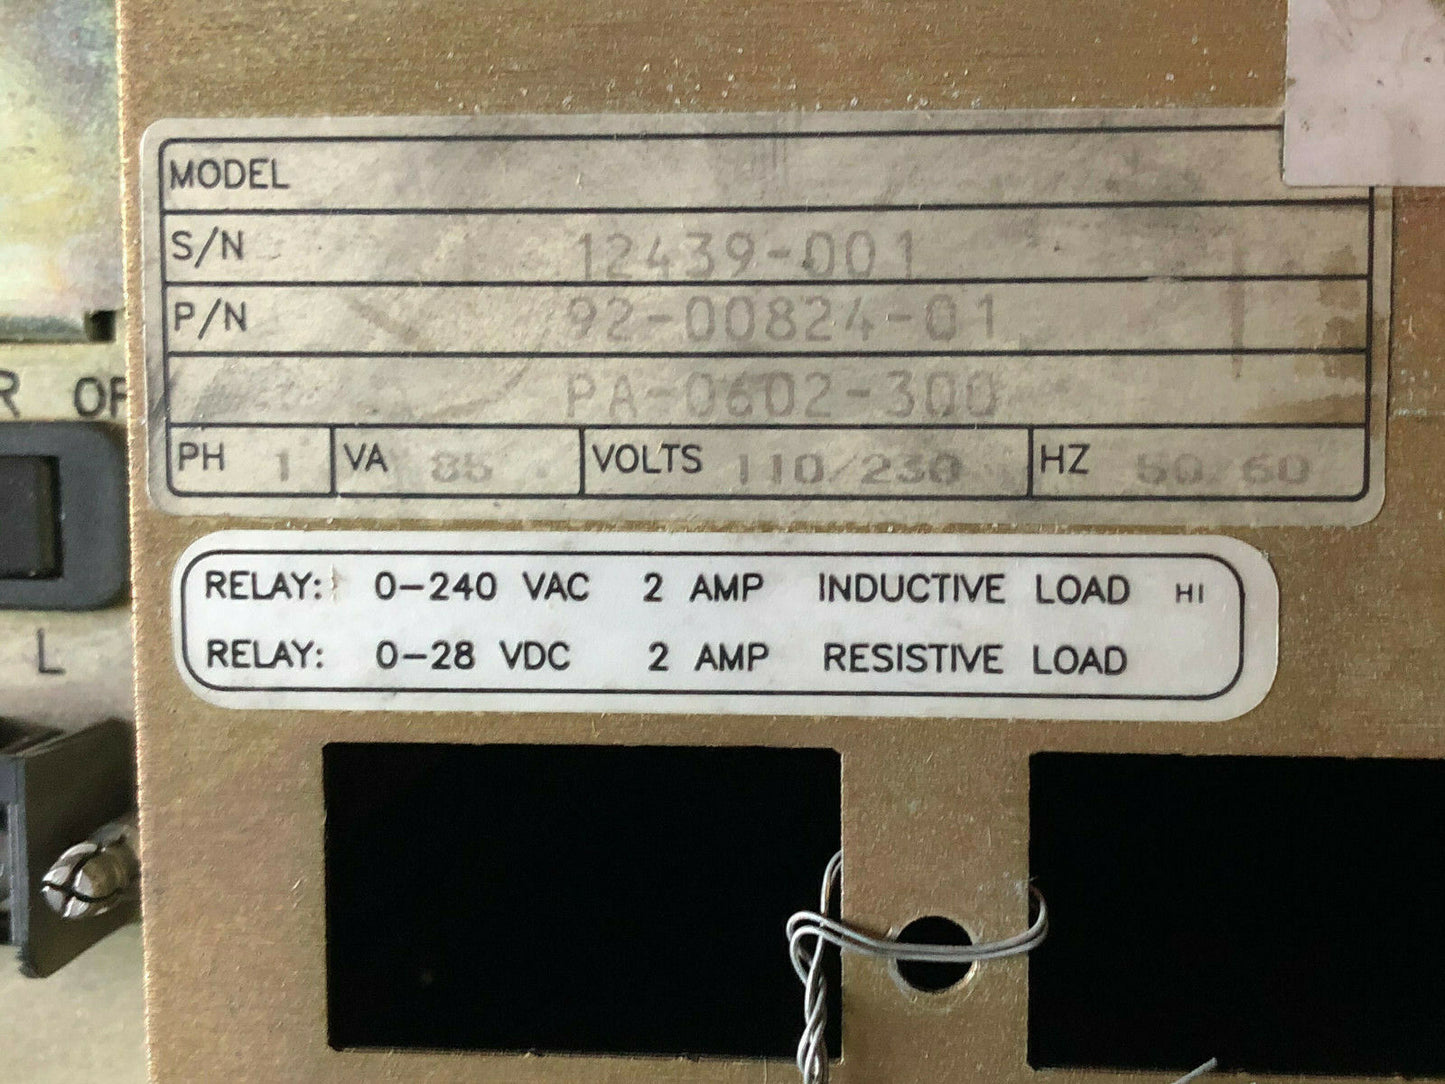 MODEL
S/N 12439-001
P/N 92-00824-01
PA-0602-300
PH 1 VA 85 VOLTS 110/230 HZ 50/60
R OF
RELAY: 0-240 VAC 2 AMP INDUCTIVE LOAD HI
RELAY: 0-28 VDC 2 AMP RESISTIVE LOAD
L